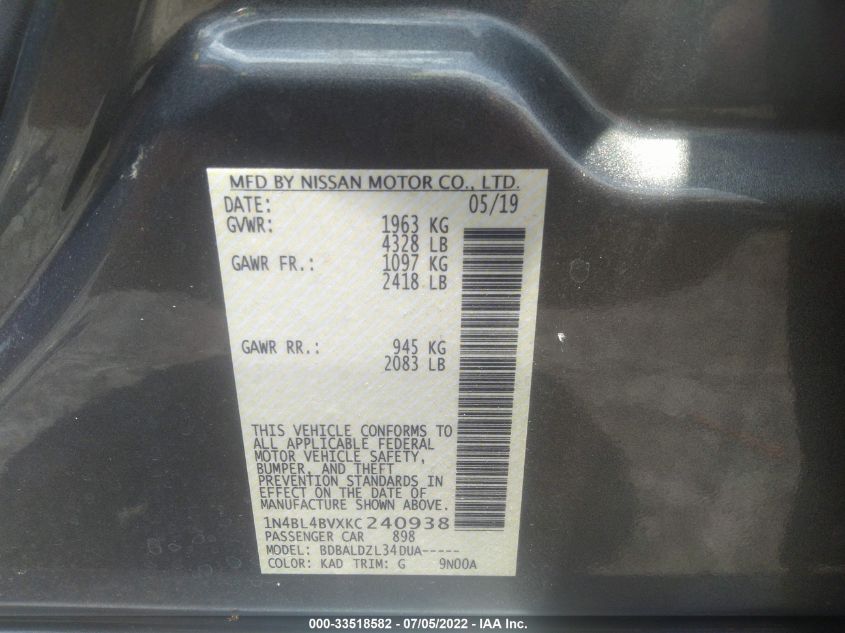 MFD BY NISSAN MOTOR CO., LTD.
DATE: 05/19
GVWR: 1963 KG
4328 LB
GAWR FR.: 1097 KG
2418 LB
GAWR RR.: 945 KG
2083 LB
THIS VEHICLE CONFORMS TO
ALL APPLICABLE FEDERAL
MOTOR VEHICLE SAFETY,
BUMPER, AND THEFT
PREVENTION STANDARDS IN
EFFECT ON THE DATE OF
MANUFACTURE SHOWN ABOVE.
1N4BL4BVXKC240938
PASSENGER CAR 898
MODEL: BDBALDZL34DUA-----
COLOR: KAD TRIM: G 9N00A
000-33518582 - 07/05/2022 - IAA Inc.